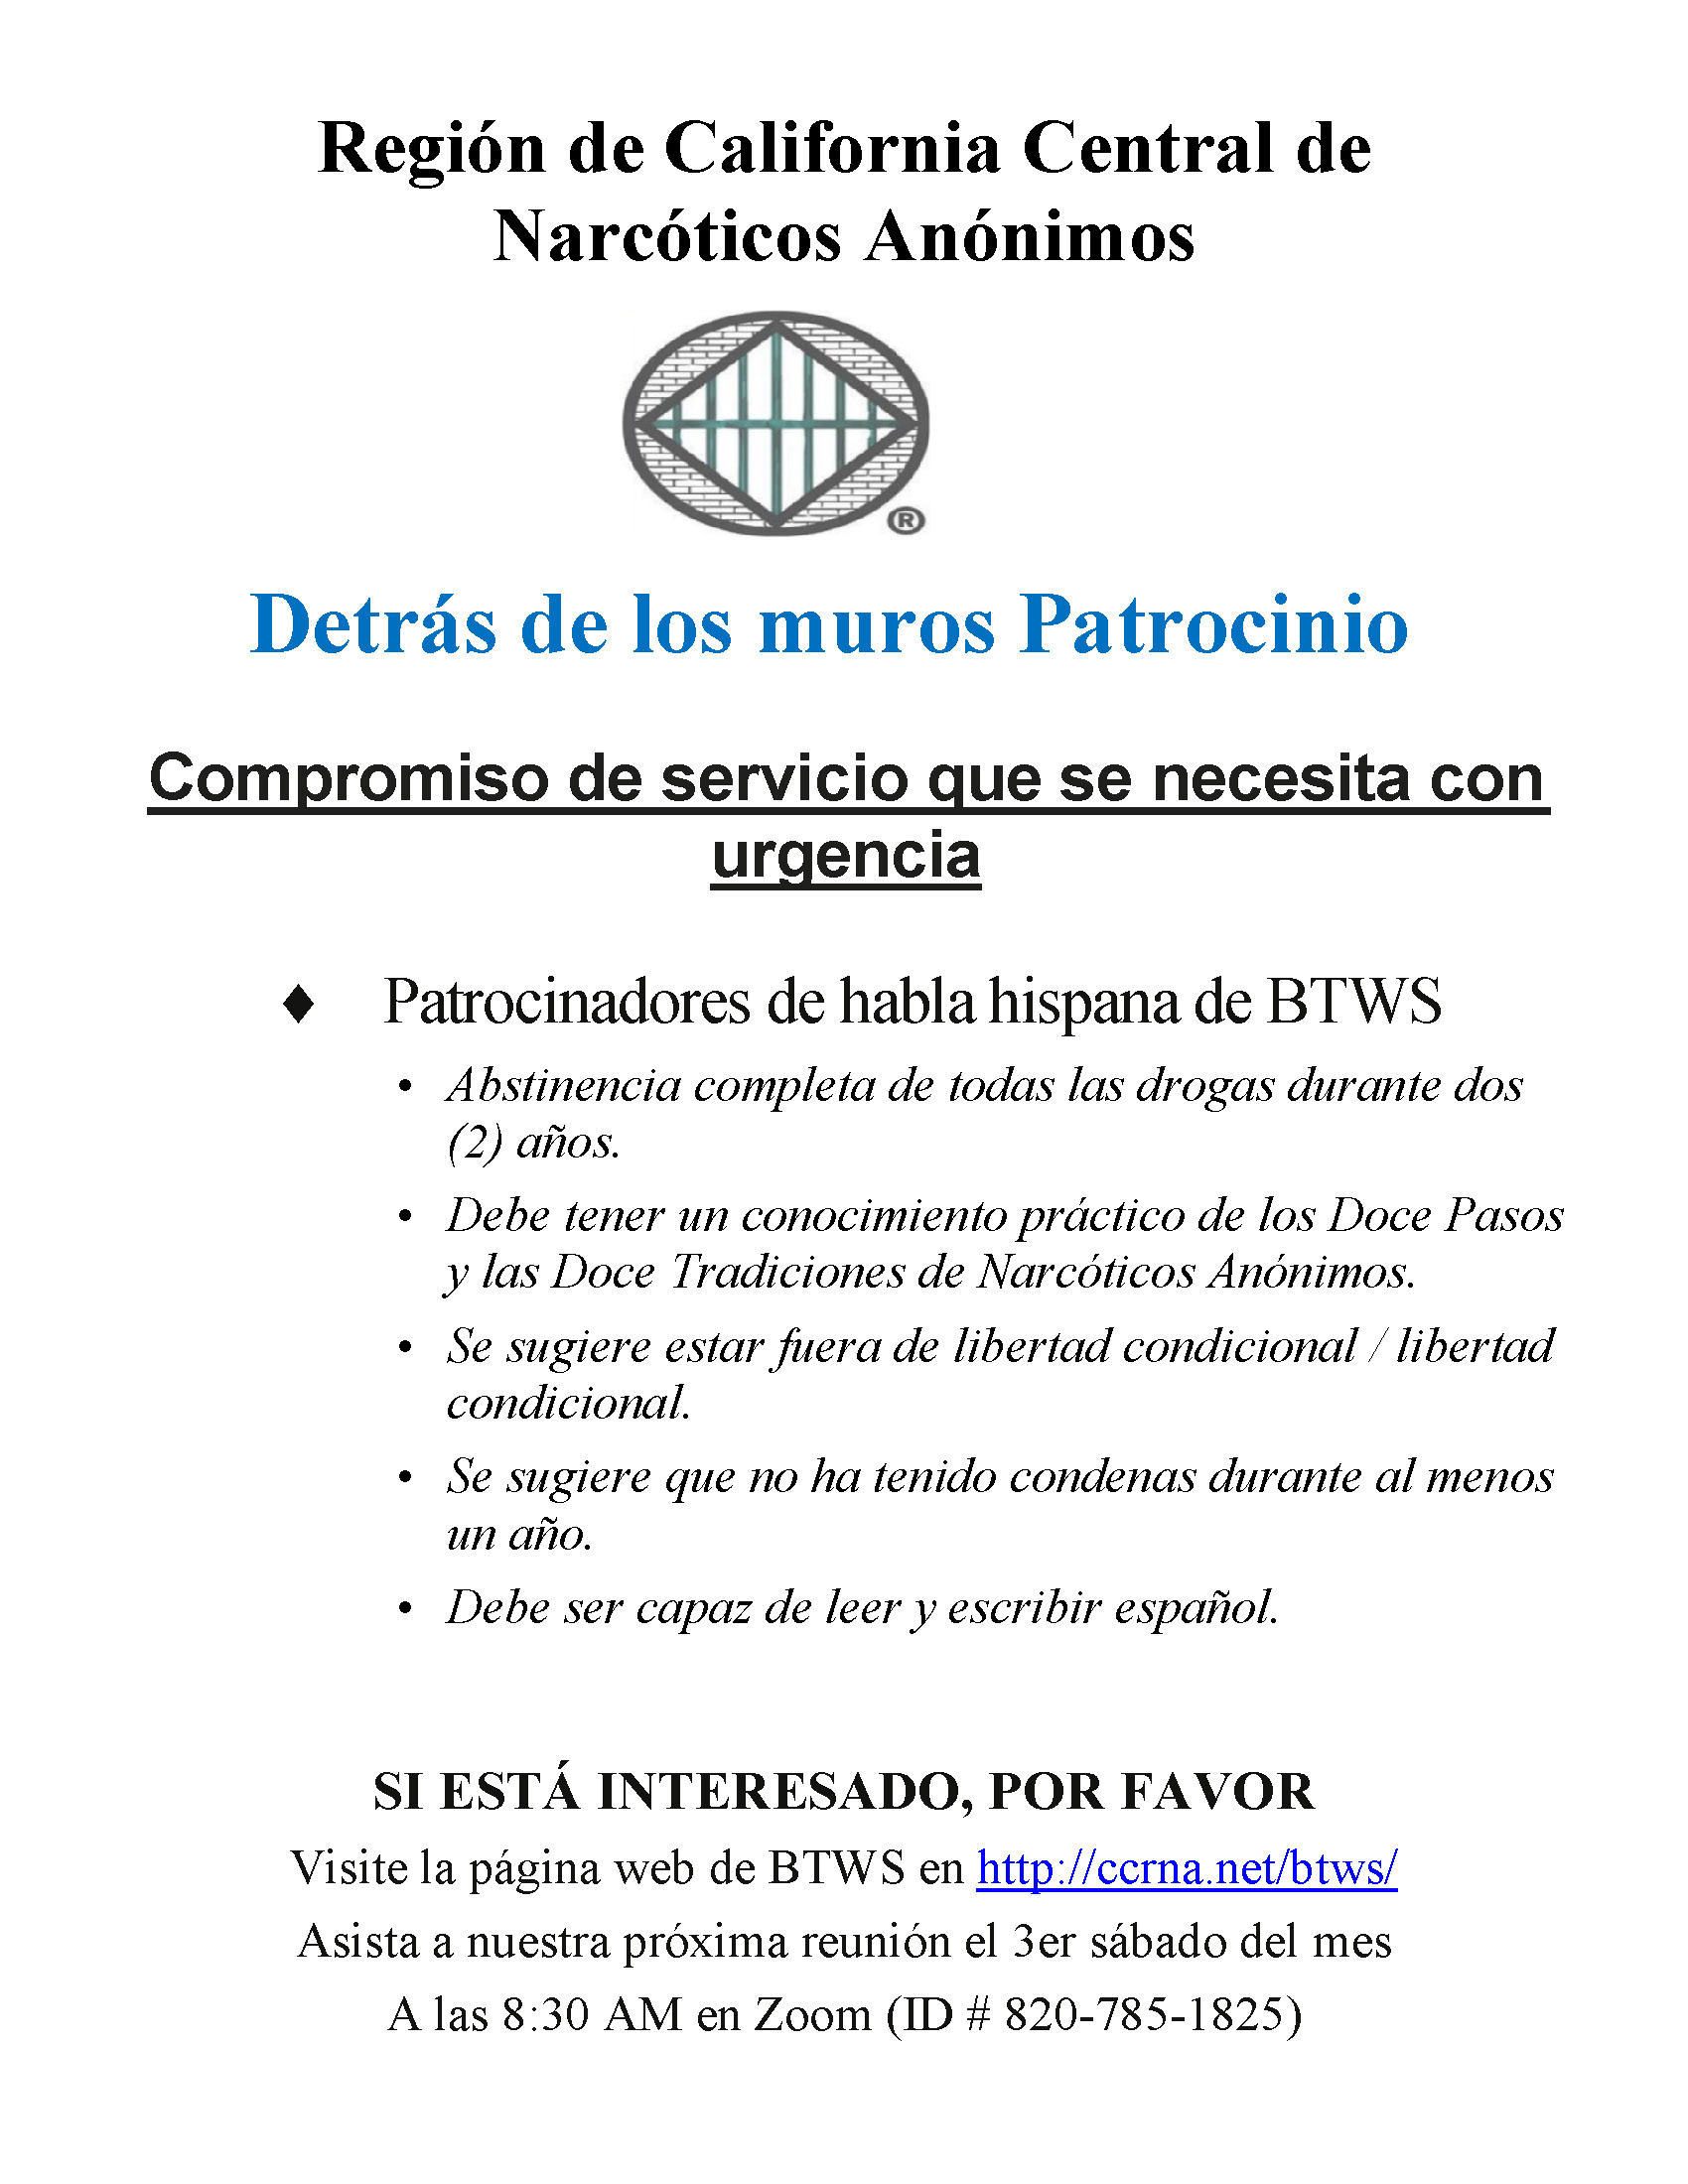 Región de California Central de
Narcóticos Anónimos
®
Detrás de los muros Patrocinio
Compromiso de servicio que se necesita con
urgencia
♦ Patrocinadores de habla hispana de BTWS
• Abstinencia completa de todas las drogas durante dos
(2) años.
• Debe tener un conocimiento práctico de los Doce Pasos
y las Doce Tradiciones de Narcóticos Anónimos.
• Se sugiere estar fuera de libertad condicional / libertad
condicional.
• Se sugiere que no ha tenido condenas durante al menos
un año.
• Debe ser capaz de leer y escribir español.
SI ESTÁ INTERESADO, POR FAVOR
Visite la página web de BTWS en http://ccrna.net/btws/
Asista a nuestra próxima reunión el 3er sábado del mes
A las 8:30 AM en Zoom (ID # 820-785-1825)